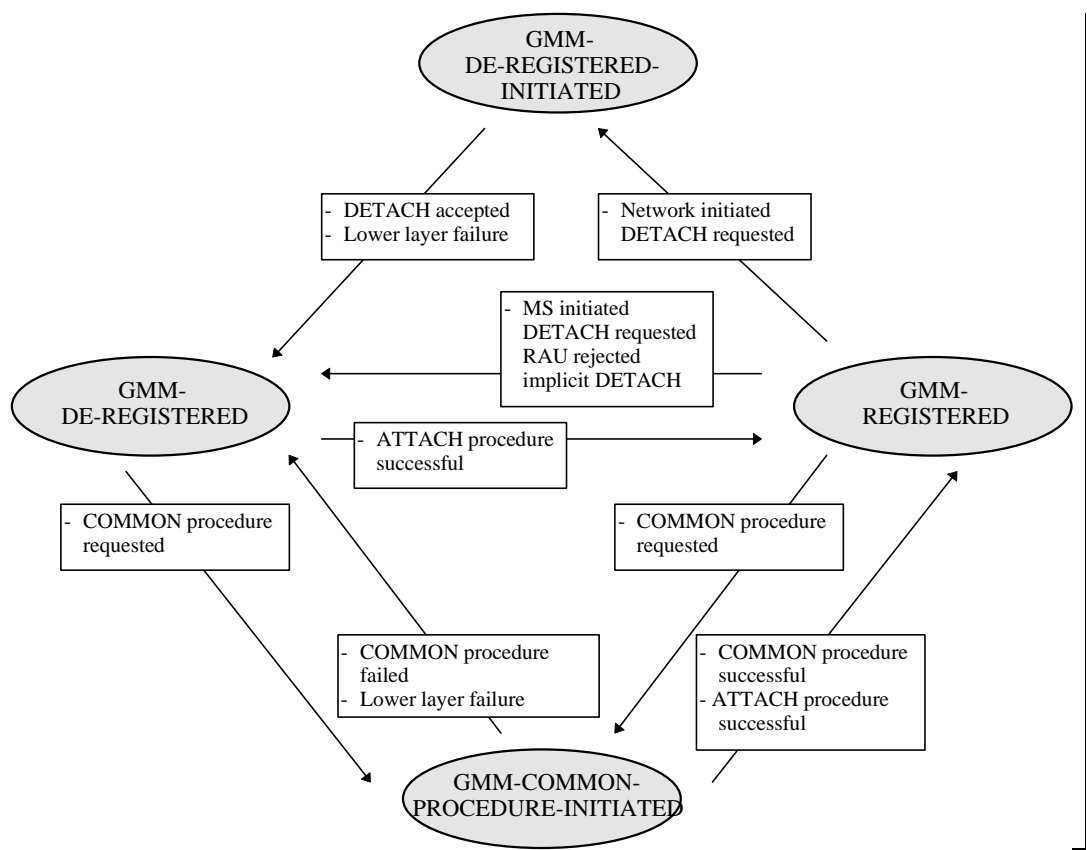 GMM-
DE-REGISTERED-
INITIATED
- DETACH accepted
- Lower layer failure
- Network initiated
DETACH requested
- MS initiated
DETACH requested
RAU rejected
implicit DETACH
GMM-
DE-REGISTERED
GMM-
REGISTERED
- ATTACH procedure
successful
- COMMON procedure
requested
- COMMON procedure
requested
- COMMON procedure
failed
- Lower layer failure
- COMMON procedure
successful
- ATTACH procedure
successful
GMM-COMMON-
PROCEDURE-INITIATED